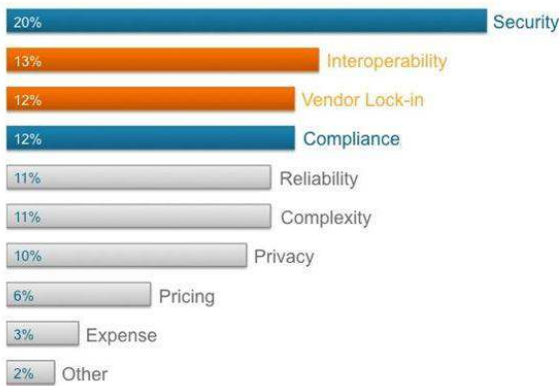 20% Security
13% Interoperability
12% Vendor Lock-in
12% Compliance
11% Reliability
11% Complexity
10% Privacy
6% Pricing
3% Expense
2% Other